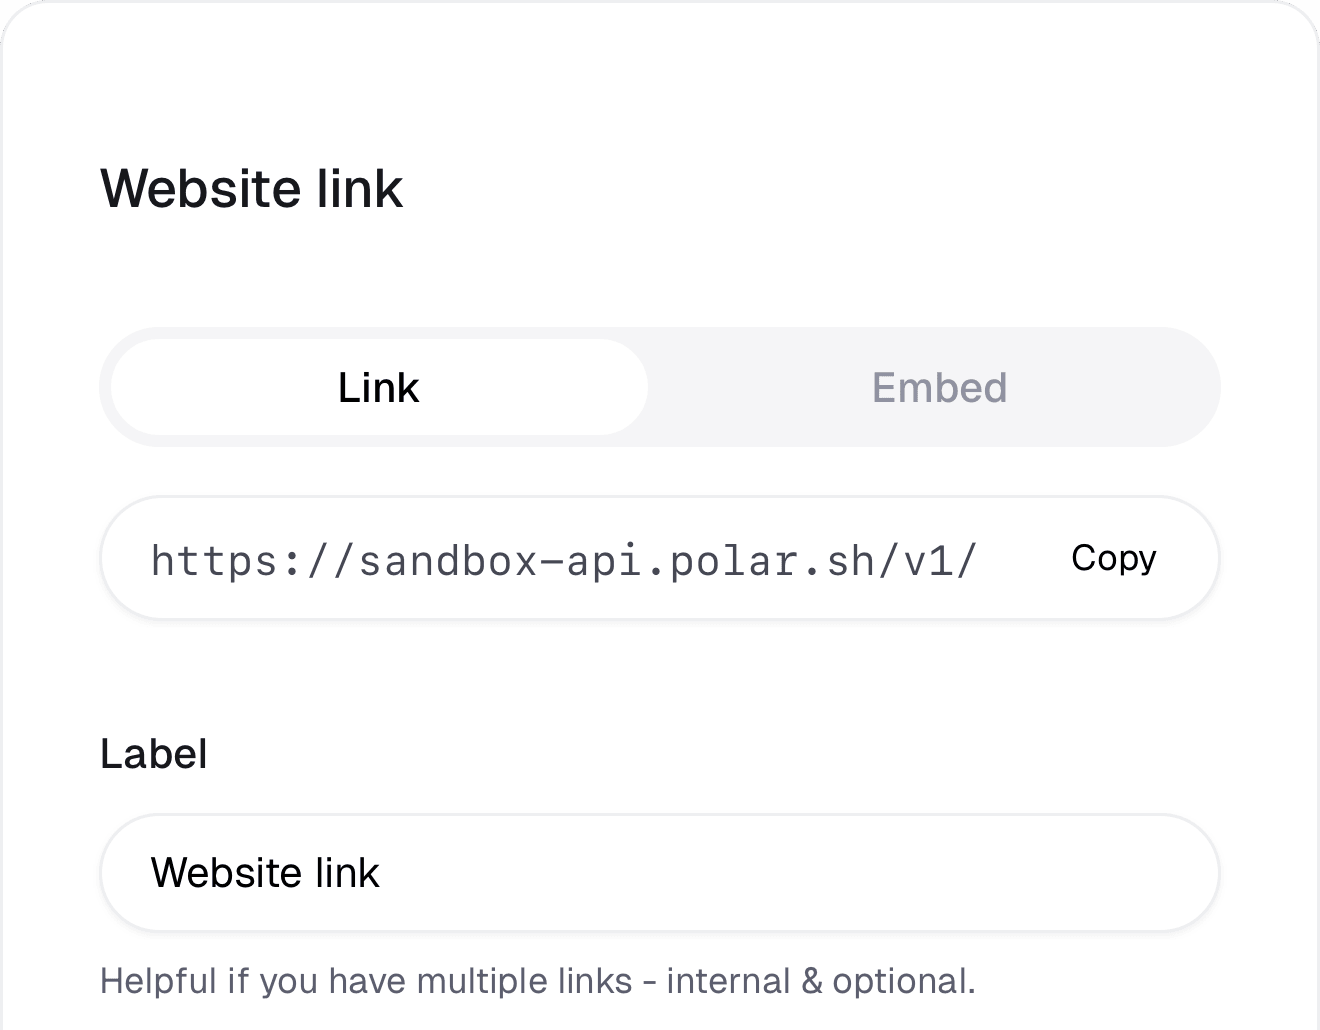 Website link
Link Embed
https://sandbox-api.polar.sh/v1/ Copy
Label
Website link
Helpful if you have multiple links - internal & optional.